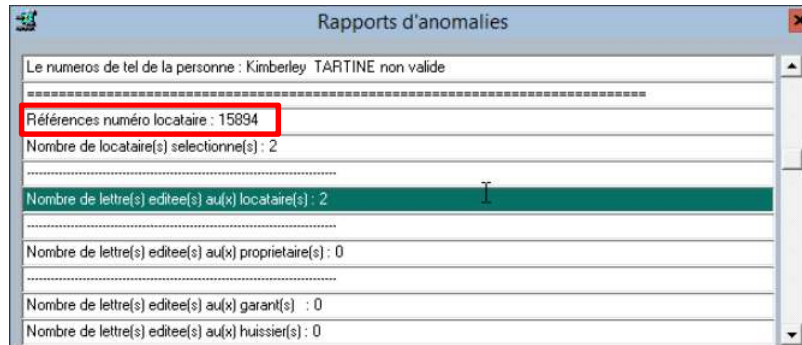 Rapports d'anomalies
Le numeros de tel de la personne : Kimberley TARTINE non valide
================================================================================
Références numéro locataire : 15894
Nombre de locataire(s) selectionne(s) : 2
--------------------------------------------------------------------------------
Nombre de lettre(s) editee(s) au(x) locataire(s) : 2
--------------------------------------------------------------------------------
Nombre de lettre(s) editee(s) au(x) proprietaire(s) : 0
--------------------------------------------------------------------------------
Nombre de lettre(s) editee(s) au(x) garant(s) : 0
Nombre de lettre(s) editee(s) au(x) huissier(s) : 0